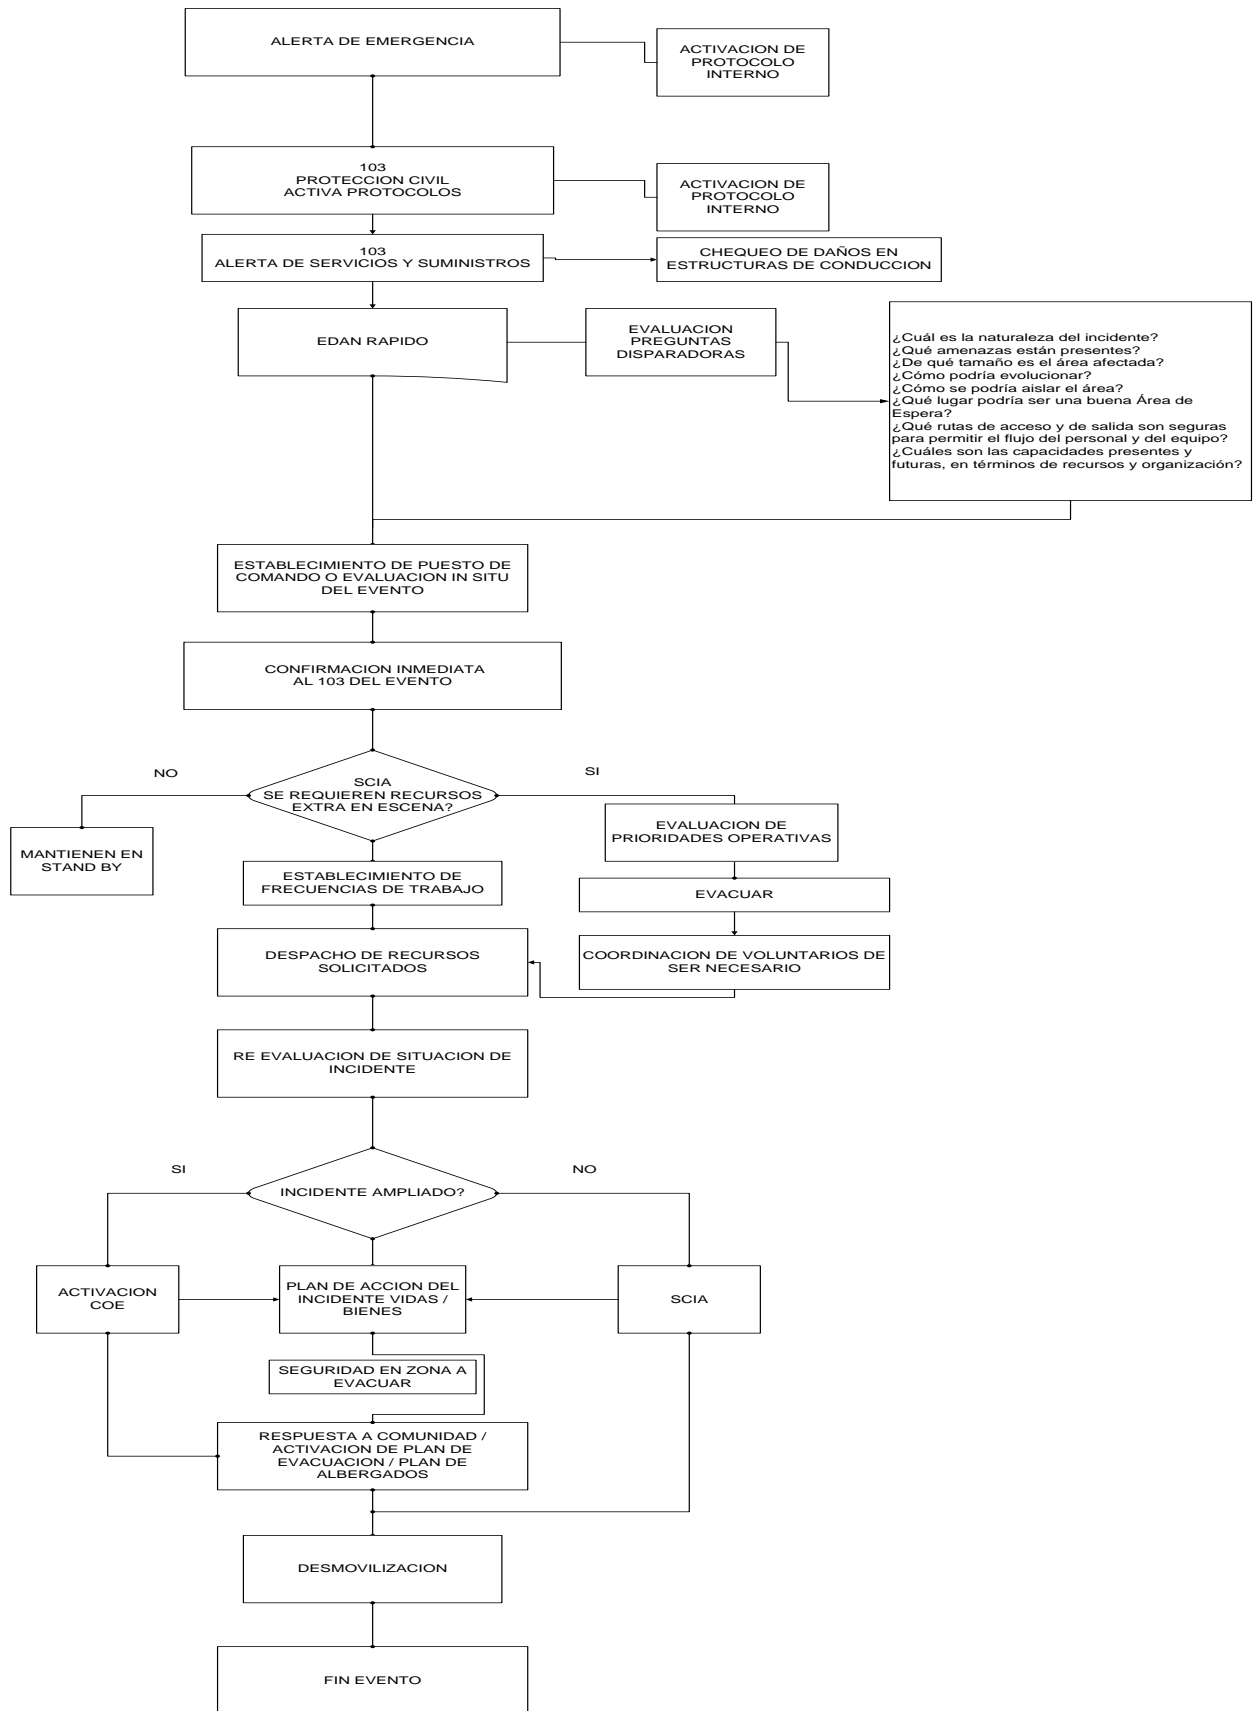 ALERTA DE EMERGENCIA
ACTIVACION DE
PROTOCOLO
INTERNO
103
PROTECCION CIVIL
ACTIVA PROTOCOLOS
ACTIVACION DE
PROTOCOLO
INTERNO
103
ALERTA DE SERVICIOS Y SUMINISTROS
CHEQUEO DE DAÑOS EN
ESTRUCTURAS DE CONDUCCION
EDAN RAPIDO
EVALUACION
PREGUNTAS
DISPARADORAS
¿Cuál es la naturaleza del incidente?
¿Qué amenazas están presentes?
¿De qué tamaño es el área afectada?
¿Cómo podría evolucionar?
¿Cómo se podría aislar el área?
¿Qué lugar podría ser una buena Área de
Espera?
¿Qué rutas de acceso y de salida son seguras
para permitir el flujo del personal y del equipo?
¿Cuáles son las capacidades presentes y
futuras, en términos de recursos y organización?
ESTABLECIMIENTO DE PUESTO DE
COMANDO O EVALUACION IN SITU
DEL EVENTO
CONFIRMACION INMEDIATA
AL 103 DEL EVENTO
NO
SI
SCIA
SE REQUIEREN RECURSOS
EXTRA EN ESCENA?
MANTIENEN EN
STAND BY
EVALUACION DE
PRIORIDADES OPERATIVAS
ESTABLECIMIENTO DE
FRECUENCIAS DE TRABAJO
EVACUAR
DESPACHO DE RECURSOS
SOLICITADOS
COORDINACION DE VOLUNTARIOS DE
SER NECESARIO
RE EVALUACION DE SITUACION DE
INCIDENTE
SI
NO
INCIDENTE AMPLIADO?
ACTIVACION
COE
PLAN DE ACCION DEL
INCIDENTE VIDAS /
BIENES
SCIA
SEGURIDAD EN ZONA A
EVACUAR
RESPUESTA A COMUNIDAD /
ACTIVACION DE PLAN DE
EVACUACION / PLAN DE
ALBERGADOS
DESMOVILIZACION
FIN EVENTO